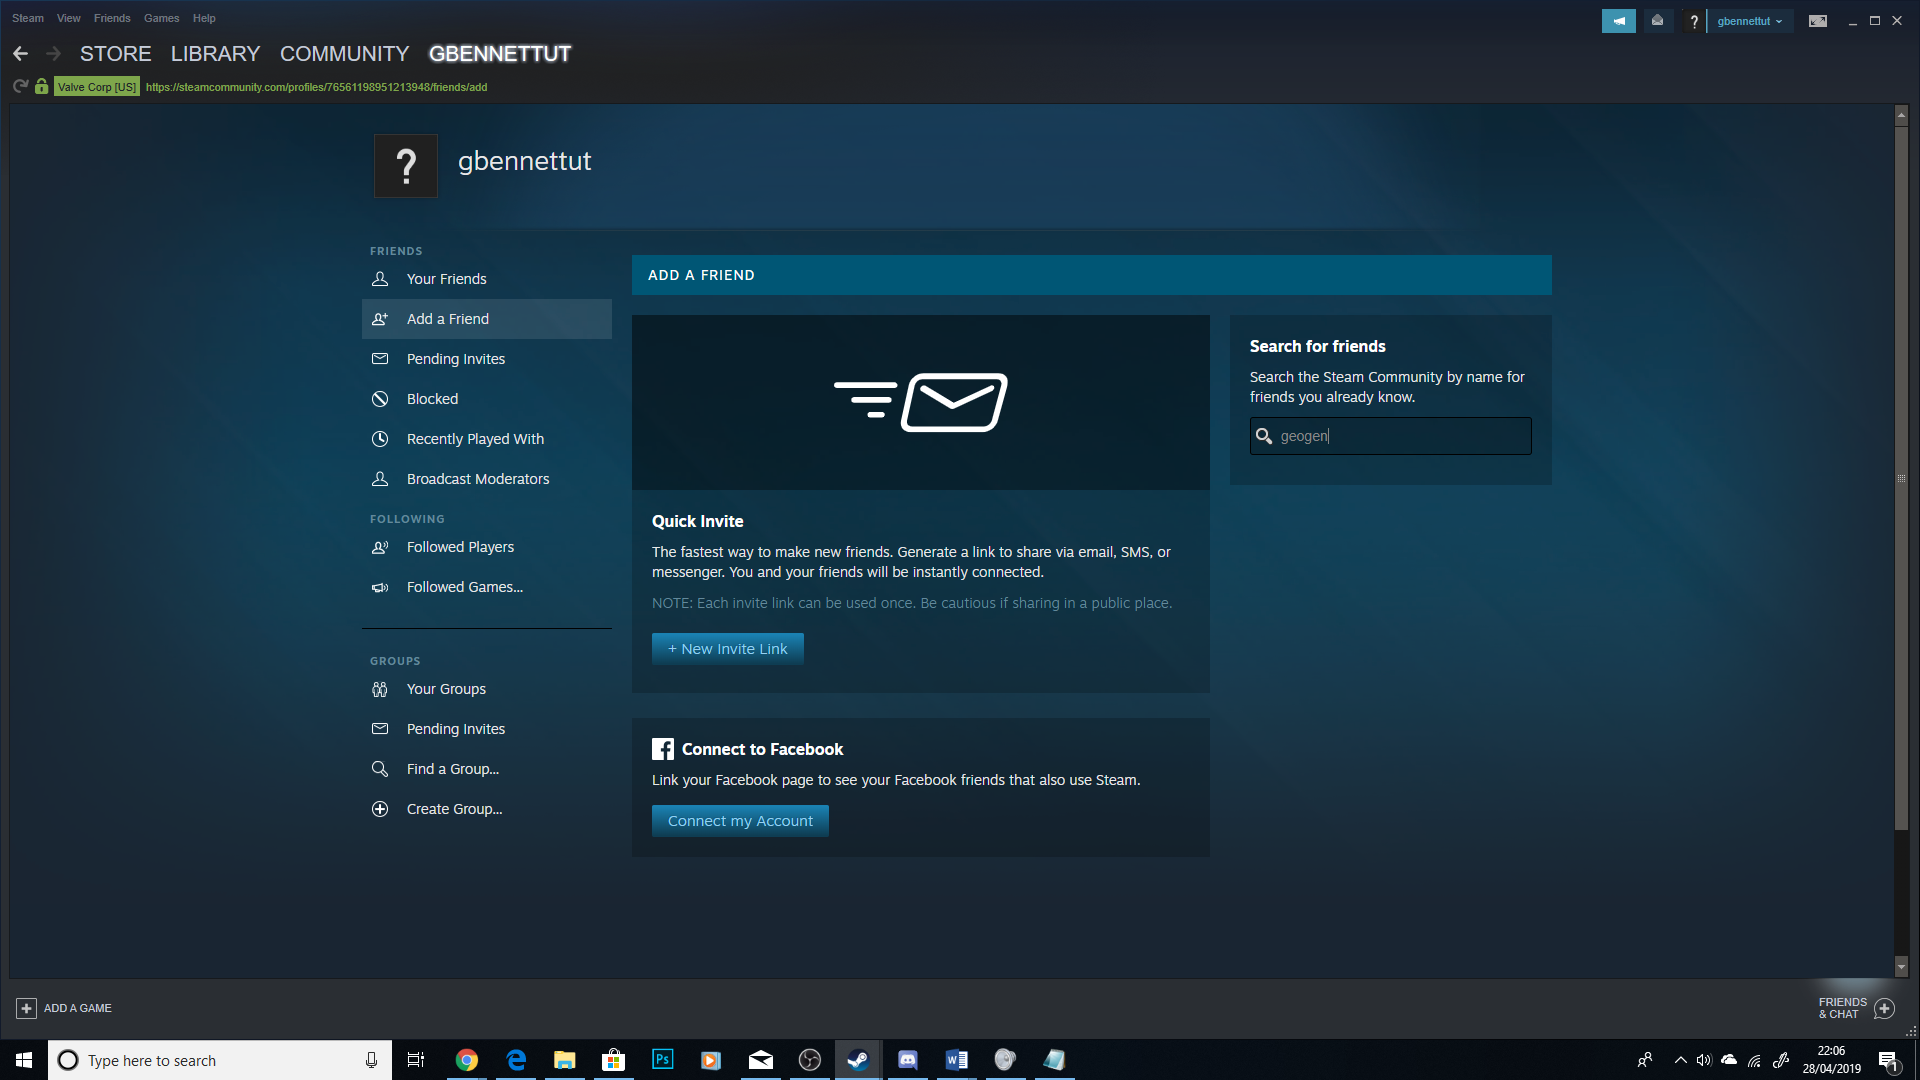 Steam View Friends Games Help
gbennettut
STORE LIBRARY COMMUNITY GBENNETTUT
Valve Corp [US] https://steamcommunity.com/profiles/76561198951213948/friends/add
?
gbennettut
FRIENDS
Your Friends
Add a Friend
Pending Invites
Blocked
Recently Played With
Broadcast Moderators
FOLLOWING
Followed Players
Followed Games...
GROUPS
Your Groups
Pending Invites
Find a Group...
Create Group...
ADD A FRIEND
Quick Invite
The fastest way to make new friends. Generate a link to share via email, SMS, or
messenger. You and your friends will be instantly connected.
NOTE: Each invite link can be used once. Be cautious if sharing in a public place.
+ New Invite Link
Connect to Facebook
Link your Facebook page to see your Facebook friends that also use Steam.
Connect my Account
Search for friends
Search the Steam Community by name for
friends you already know.
geogen
ADD A GAME
FRIENDS
& CHAT
Type here to search
Ps
22:06
28/04/2019
1